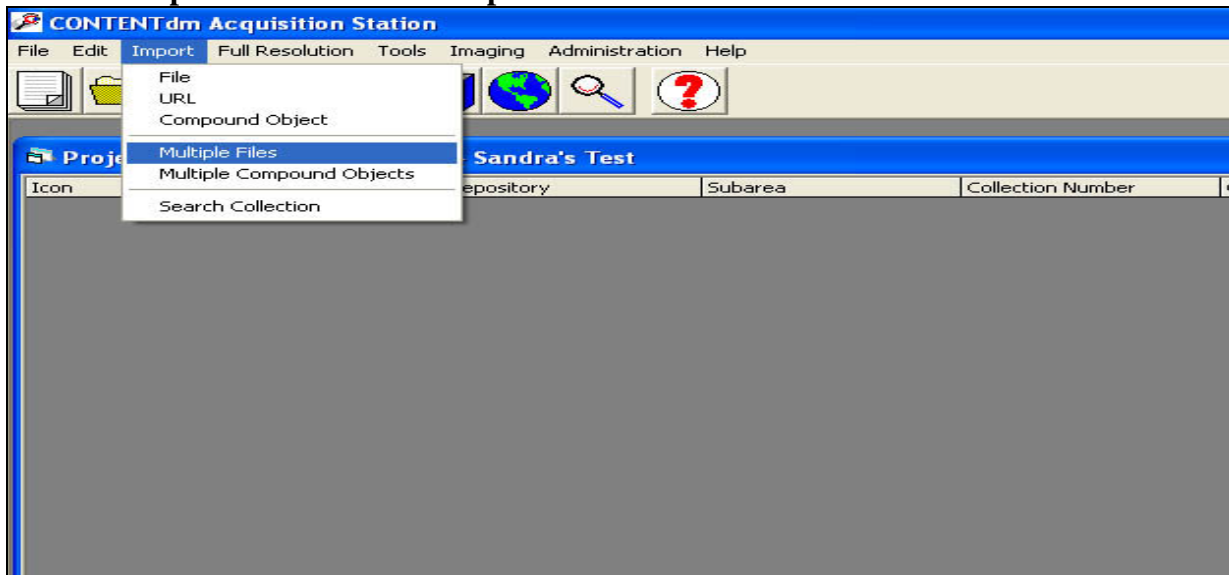 CONTENTdm Acquisition Station
File Edit Import Full Resolution Tools Imaging Administration Help
File
URL
Compound Object
Multiple Files
Multiple Compound Objects
Search Collection
Sandra's Test
Icon
Subarea
Collection Number